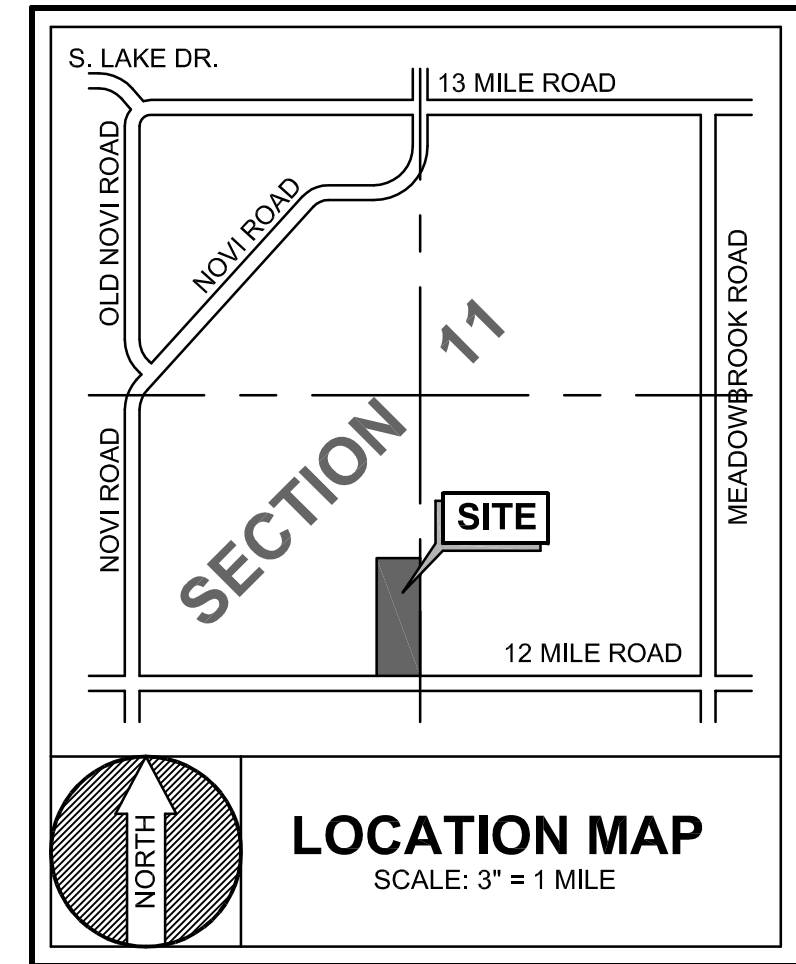 S. LAKE DR.
13 MILE ROAD
OLD NOVI ROAD
NOVI ROAD
MEADOWBROOK ROAD
SECTION 11
NOVI ROAD
SITE
12 MILE ROAD
NORTH
LOCATION MAP
SCALE: 3" = 1 MILE